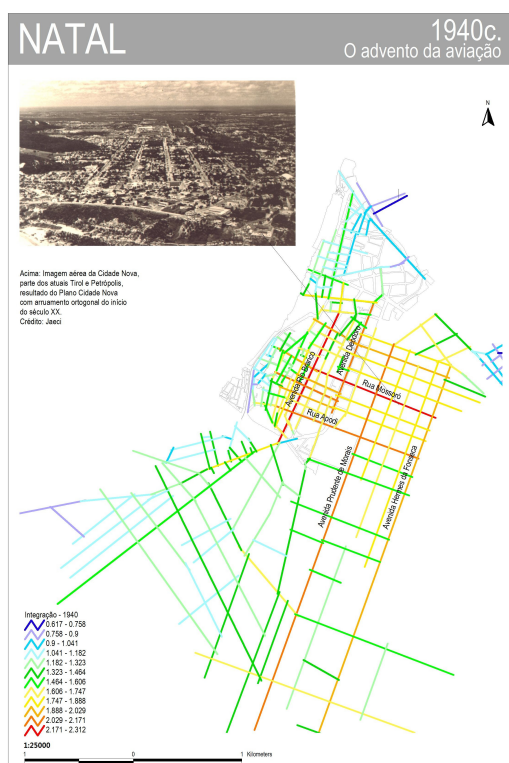 NATAL
1940c.
O advento da aviação
N
Acima: Imagem aérea da Cidade Nova,
parte dos atuais Tirol e Petrópolis,
resultado do Plano Cidade Nova
com arruamento ortogonal do início
do século XX.
Crédito: Jaeci
Avenida Rio Branco
Avenida Deodoro
Rua Mossoró
Rua Apodi
Avenida Prudente de Morais
Avenida Hermes da Fonseca
Integração - 1940
0.617 - 0.758
0.758 - 0.9
0.9 - 1.041
1.041 - 1.182
1.182 - 1.323
1.323 - 1.464
1.464 - 1.606
1.606 - 1.747
1.747 - 1.888
1.888 - 2.029
2.029 - 2.171
2.171 - 2.312
1:25000
1 0 1 Kilometers